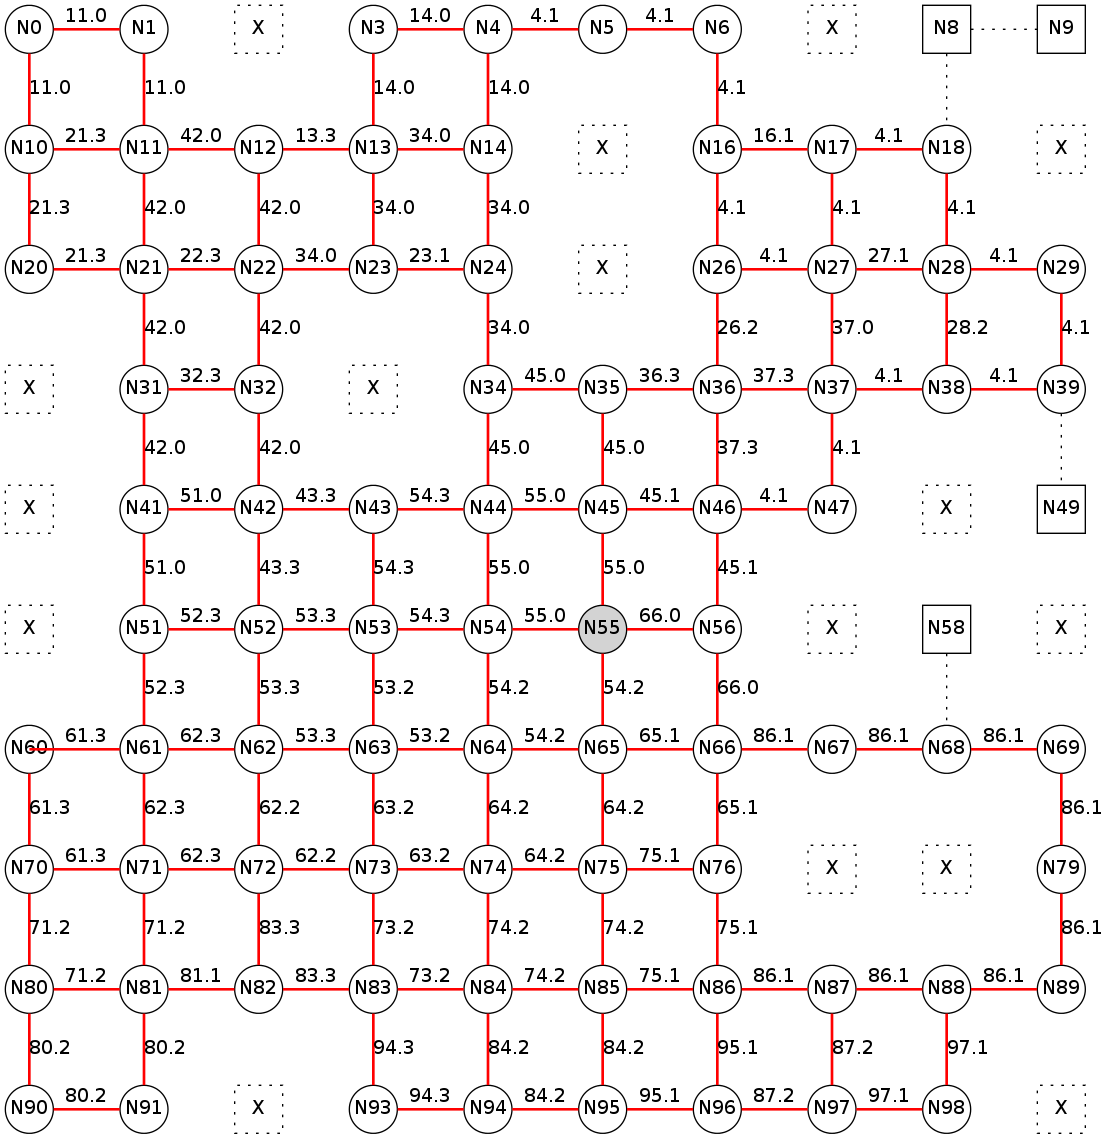 N0 11.0 N1 X N3 14.0 N4 4.1 N5 4.1 N6 X N8 N9
11.0 11.0 14.0 14.0 4.1
N10 21.3 N11 42.0 N12 13.3 N13 34.0 N14 X N16 16.1 N17 4.1 N18 X
21.3 42.0 42.0 34.0 34.0 4.1 4.1 4.1
N20 21.3 N21 22.3 N22 34.0 N23 23.1 N24 X N26 4.1 N27 27.1 N28 4.1 N29
42.0 42.0 34.0 26.2 37.0 28.2 4.1
X N31 32.3 N32 X N34 45.0 N35 36.3 N36 37.3 N37 4.1 N38 4.1 N39
42.0 42.0 45.0 45.0 37.3 4.1
X N41 51.0 N42 43.3 N43 54.3 N44 55.0 N45 45.1 N46 4.1 N47 X N49
51.0 43.3 54.3 55.0 55.0 45.1
X N51 52.3 N52 53.3 N53 54.3 N54 55.0 N55 66.0 N56 X N58 X
52.3 53.3 53.2 54.2 54.2 66.0
N60 61.3 N61 62.3 N62 53.3 N63 53.2 N64 54.2 N65 65.1 N66 86.1 N67 86.1 N68 86.1 N69
61.3 62.3 62.2 63.2 64.2 64.2 65.1 86.1
N70 61.3 N71 62.3 N72 62.2 N73 63.2 N74 64.2 N75 75.1 N76 X X N79
71.2 71.2 83.3 73.2 74.2 74.2 75.1 86.1
N80 71.2 N81 81.1 N82 83.3 N83 73.2 N84 74.2 N85 75.1 N86 86.1 N87 86.1 N88 86.1 N89
80.2 80.2 94.3 84.2 84.2 95.1 87.2 97.1
N90 80.2 N91 X N93 94.3 N94 84.2 N95 95.1 N96 87.2 N97 97.1 N98 X